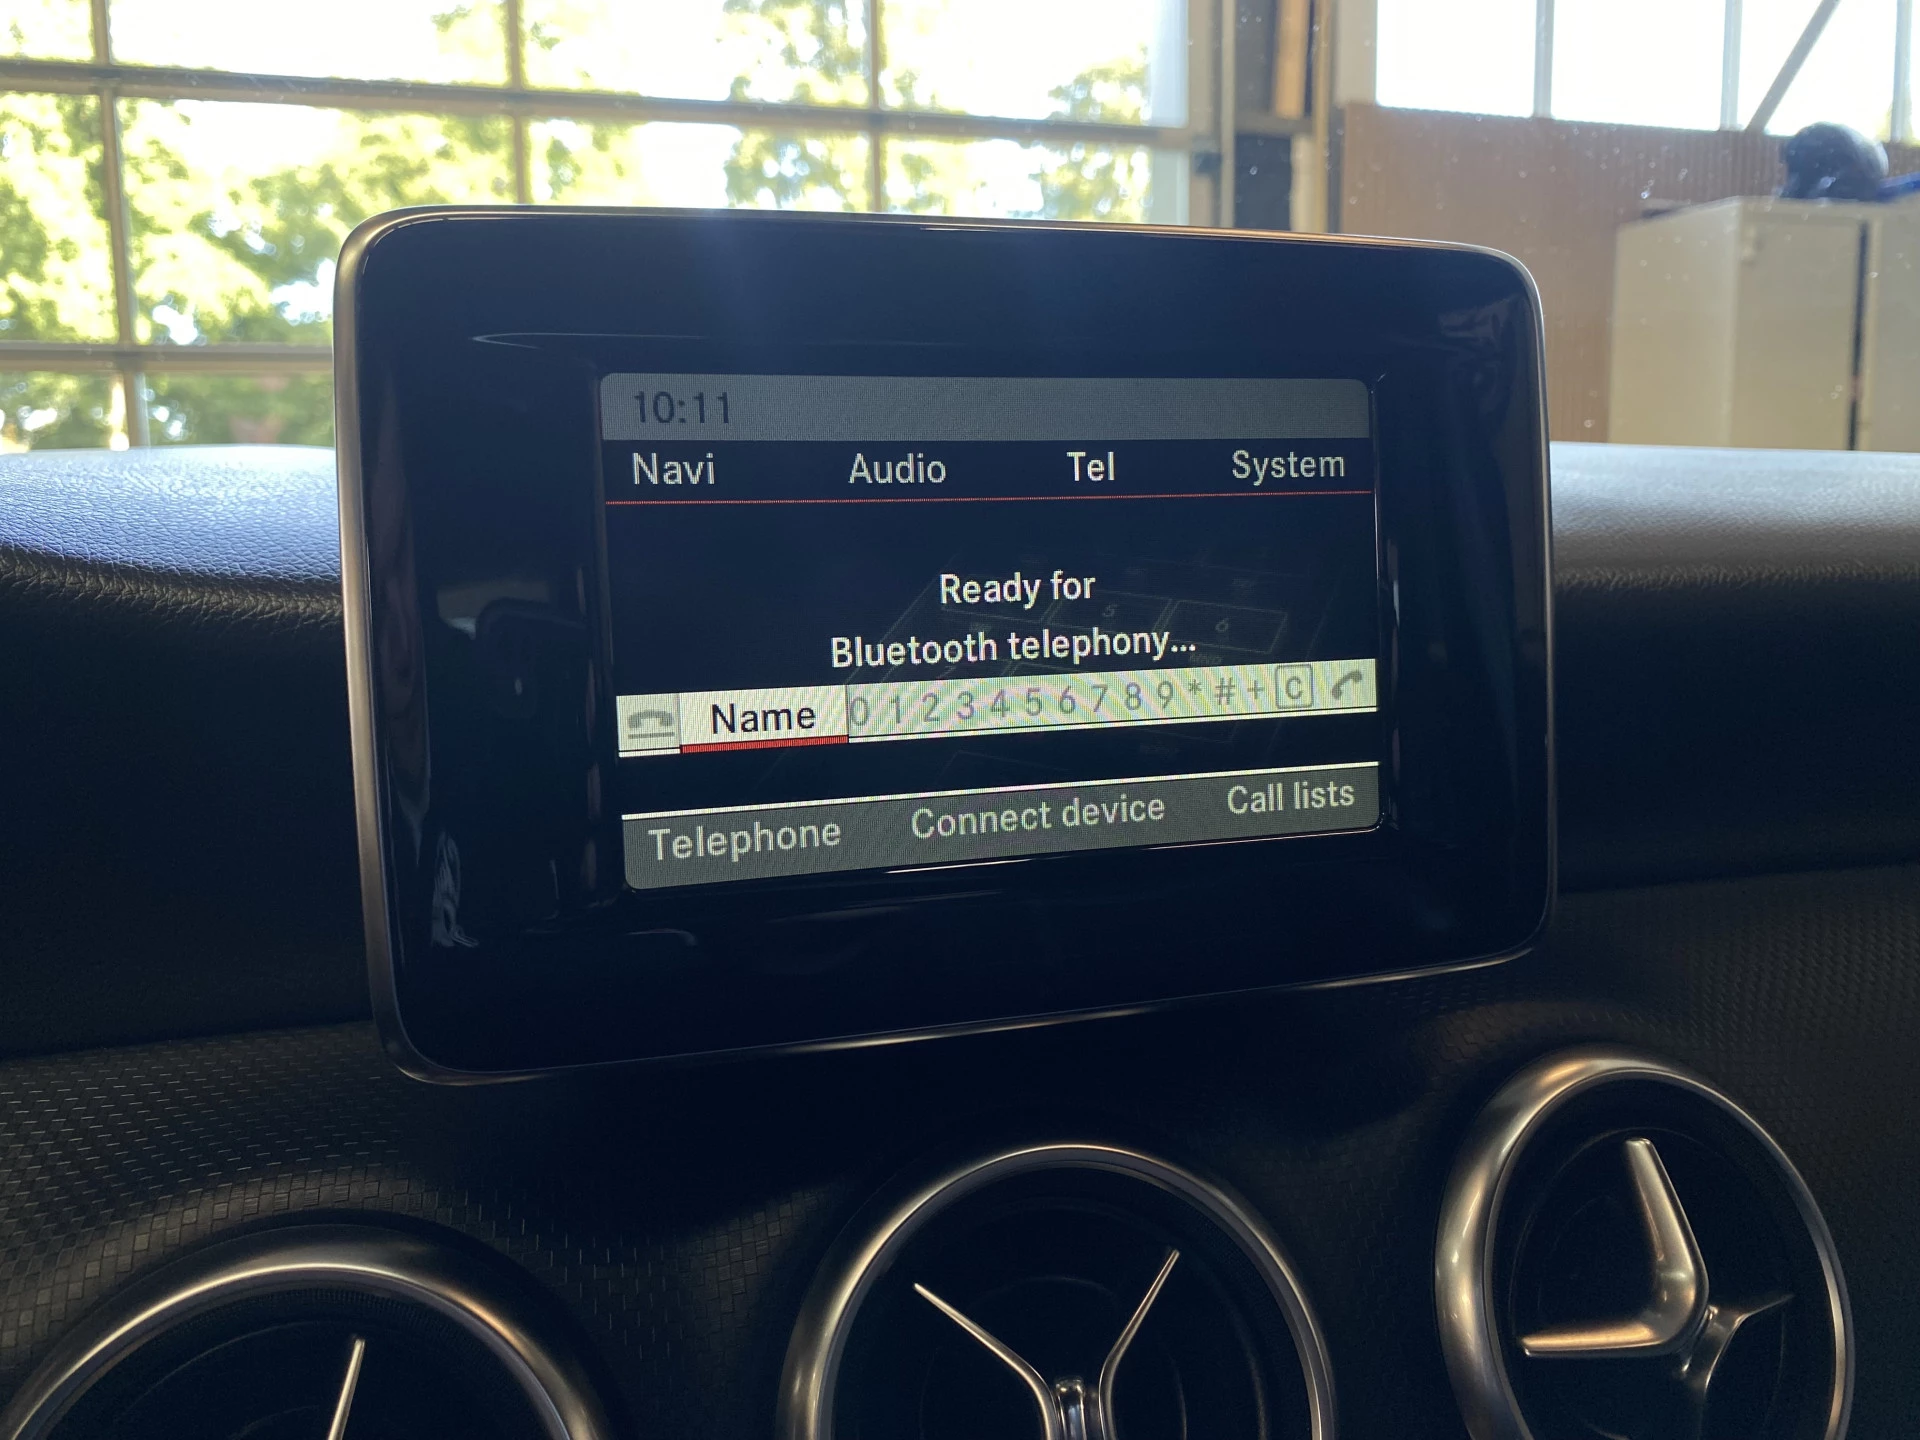 10:11
Navi Audio Tel System
Ready for
Bluetooth telephony...
Name 0 1 2 3 4 5 6 7 8 9 * # + C
Telephone Connect device Call lists